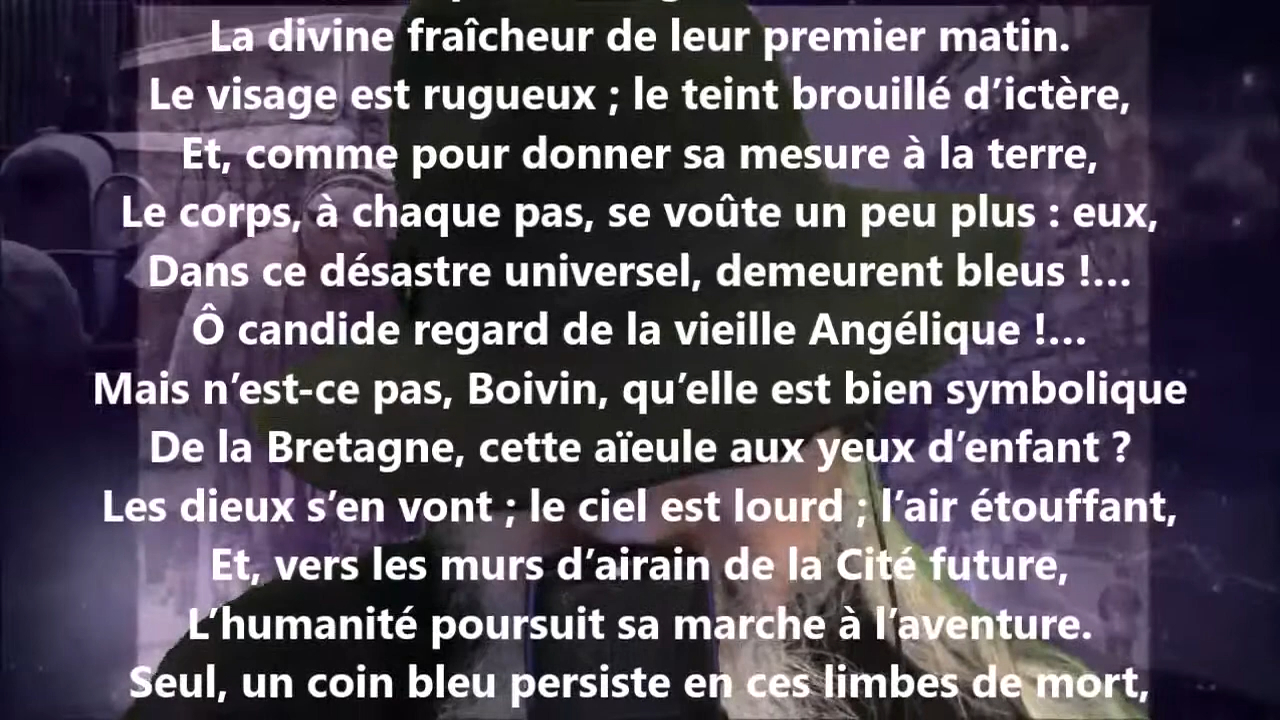 La divine fraîcheur de leur premier matin.
Le visage est rugueux ; le teint brouillé d’ictère,
Et, comme pour donner sa mesure à la terre,
Le corps, à chaque pas, se voûte un peu plus : eux,
Dans ce désastre universel, demeurent bleus !...
Ô candide regard de la vieille Angélique !...
Mais n’est-ce pas, Boivin, qu’elle est bien symbolique
De la Bretagne, cette aïeule aux yeux d’enfant ?
Les dieux s’en vont ; le ciel est lourd ; l’air étouffant,
Et, vers les murs d’airain de la Cité future,
L’humanité poursuit sa marche à l’aventure.
Seul, un coin bleu persiste en ces limbes de mort,